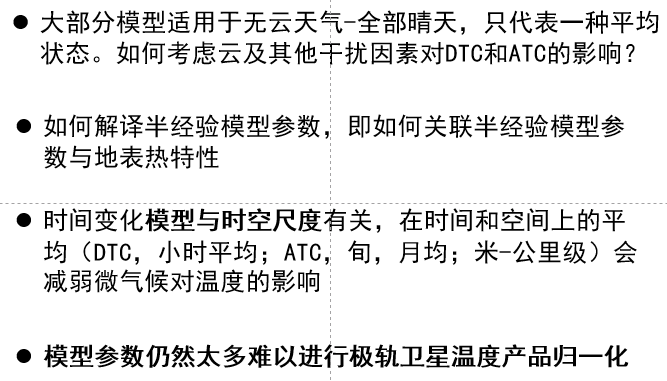 ● 大部分模型适用于无云天气-全部晴天，只代表一种平均
状态。如何考虑云及其他干扰因素对DTC和ATC的影响？
● 如何解译半经验模型参数，即如何关联半经验模型参
数与地表热特性
● 时间变化模型与时空尺度有关，在时间和空间上的平
均（DTC，小时平均；ATC，旬，月均；米-公里级）会
减弱微气候对温度的影响
● 模型参数仍然太多难以进行极轨卫星温度产品归一化